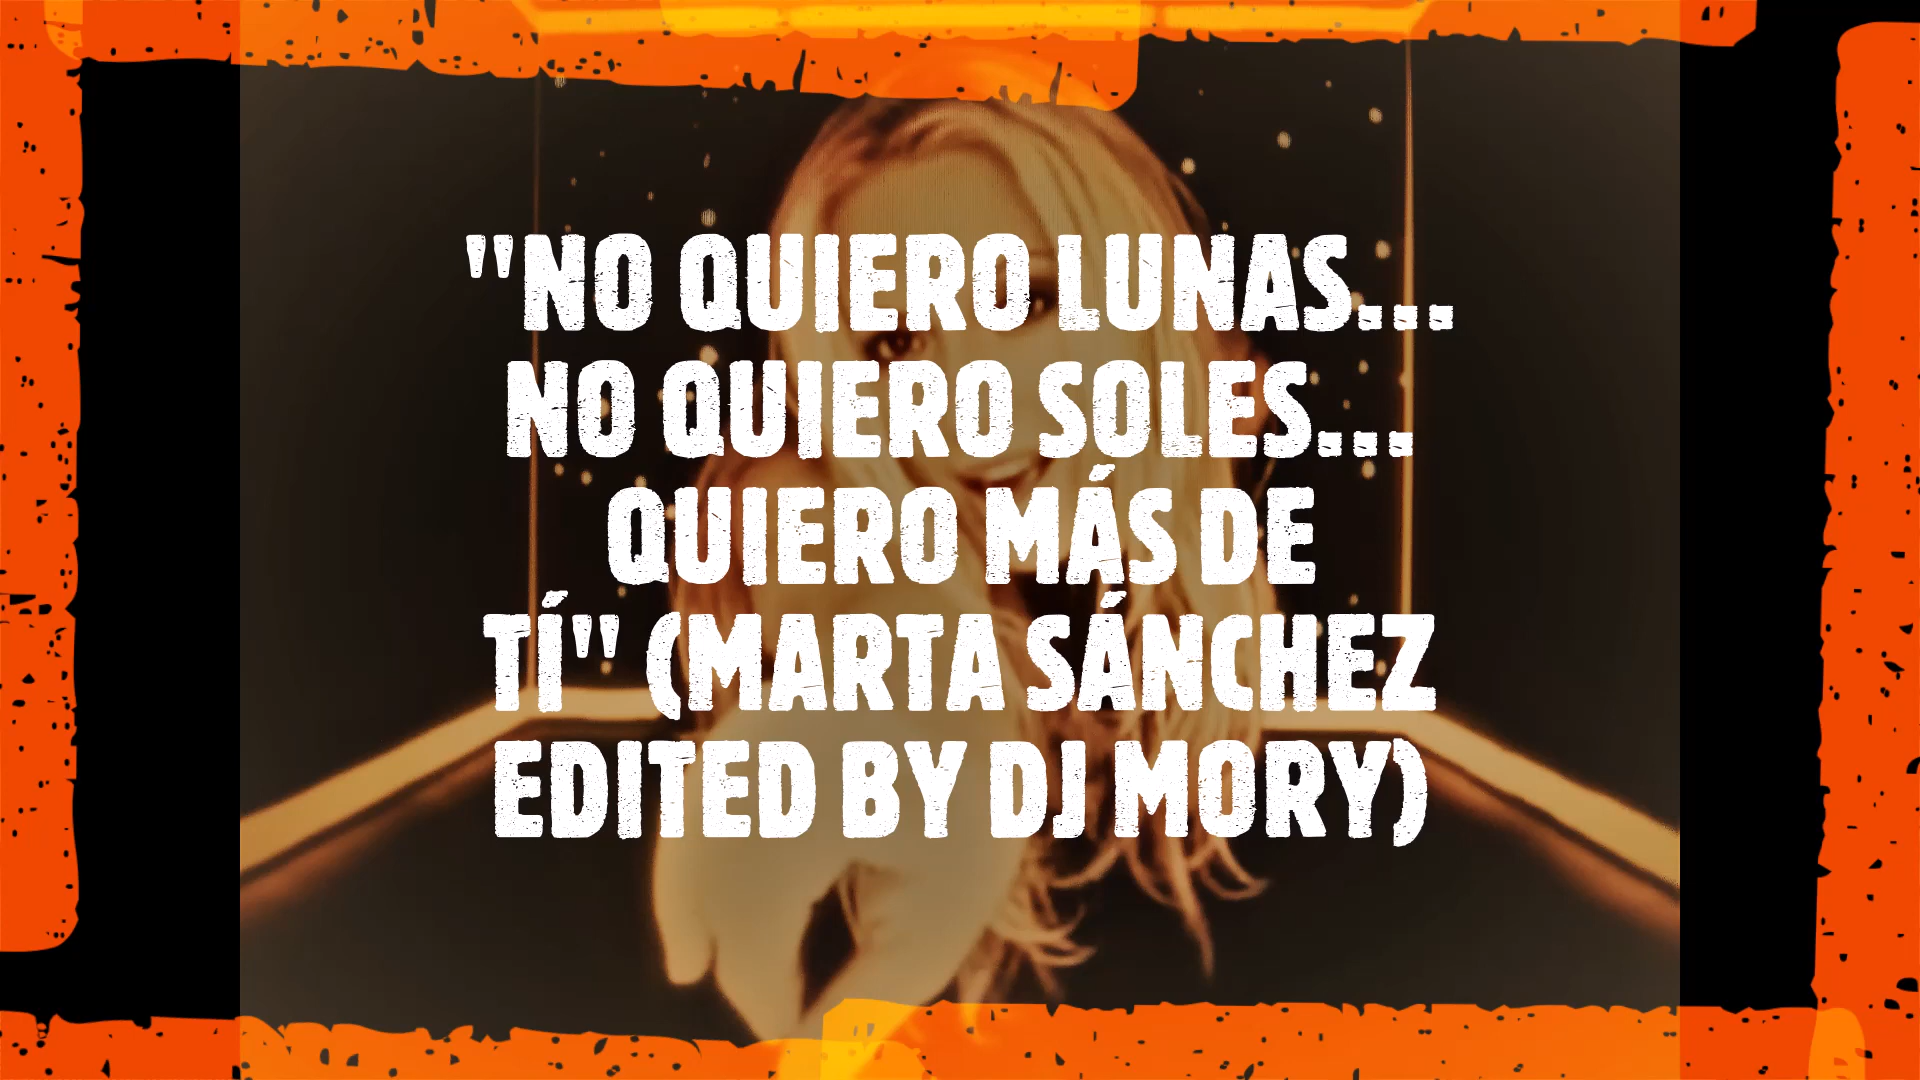 "NO QUIERO LUNAS...
NO QUIERO SOLES...
QUIERO MÁS DE
TÍ" (MARTA SÁNCHEZ
EDITED BY DJ MORY)